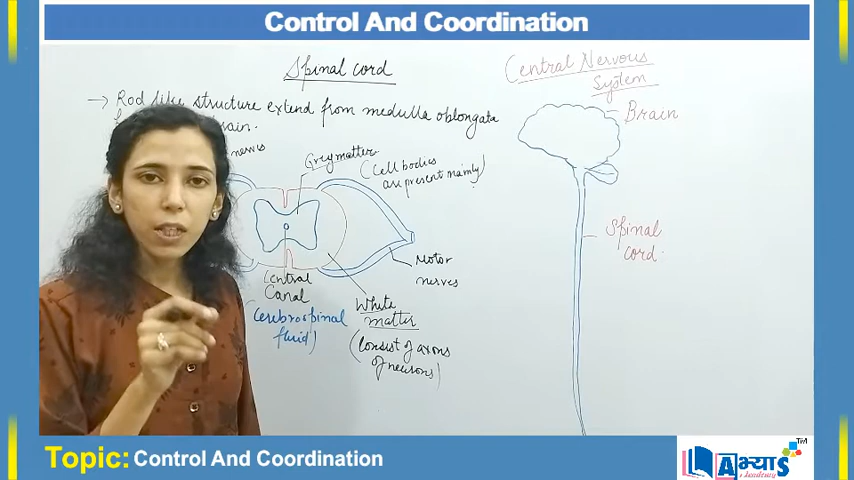 Control And Coordination
Spinal cord
Central Nervous
System
→ Rod like structure extend from medulla oblongata
brain.
Brain
nerves
Grey matter
(Cell bodies
are present mainly)
Spinal
cord.
Motor
nerves
Central
Canal
(Cerebrospinal
fluid)
White
matter
(Consist of axons
of neurons)
Topic: Control And Coordination
अभ्यास
e Academy
TM